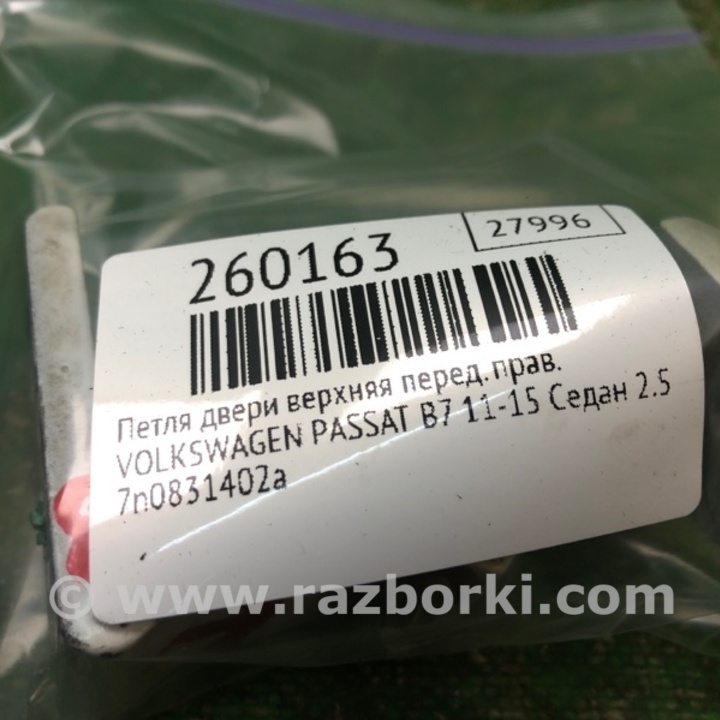 27996
260163
Петля двери верхняя перед. прав.
VOLKSWAGEN PASSAT B7 11-15 Седан 2.5
7n0831402a
© www.razborki.com